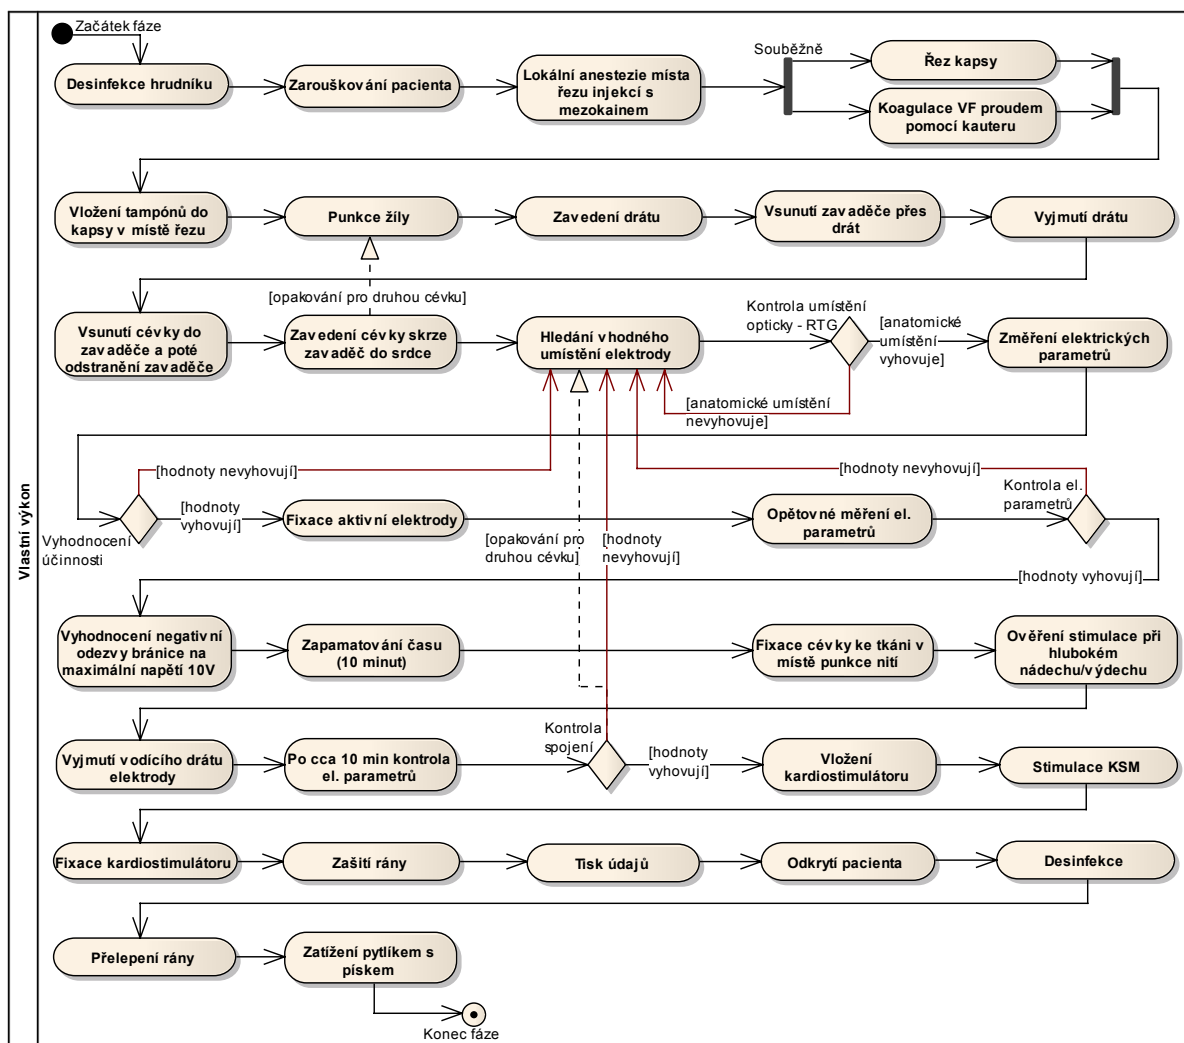 Vlastní výkon
Začátek fáze
Desinfekce hrudníku
Zarouškování pacienta
Lokální anestezie místa
řezu injekcí s
mezokainem
Souběžně
Řez kapsy
Koagulace VF proudem
pomocí kauteru
Vložení tampónů do
kapsy v místě řezu
Punkce žíly
Zavedení drátu
Vsunutí zavaděče přes
drát
Vyjmutí drátu
[opakování pro druhou cévku]
Vsunutí cévky do
zavaděče a poté
odstranění zavaděče
Zavedení cévky skrze
zavaděč do srdce
Hledání vhodného
umístění elektrody
Kontrola umístění
opticky - RTG
[anatomické
umístění
vyhovuje]
Změření elektrických
parametrů
[anatomické umístění
nevyhovuje]
[hodnoty nevyhovují]
[hodnoty nevyhovují]
Vyhodnocení
účinnosti
[hodnoty
vyhovují]
Fixace aktivní elektrody
[opakování pro
druhou cévku]
[hodnoty
nevyhovují]
Opětovné měření el.
parametrů
Kontrola el.
parametrů
[hodnoty vyhovují]
Vyhodnocení negativní
odezvy bránice na
maximální napětí 10V
Zapamatování času
(10 minut)
Fixace cévky ke tkáni v
místě punkce nití
Ověření stimulace při
hlubokém
nádechu/výdechu
Vyjmutí vodícího drátu
elektrody
Po cca 10 min kontrola
el. parametrů
Kontrola
spojení
[hodnoty
vyhovují]
Vložení
kardiostimulátoru
Stimulace KSM
Fixace kardiostimulátoru
Zašití rány
Tisk údajů
Odkrytí pacienta
Desinfekce
Přelepení rány
Zatížení pytlíkem s
pískem
Konec fáze